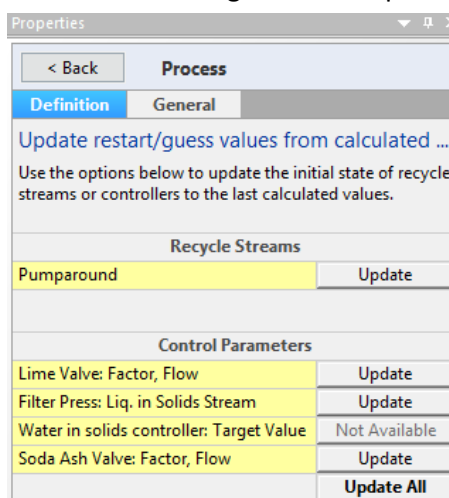 Properties
< Back Process
Definition General
Update restart/guess values from calculated ...
Use the options below to update the initial state of recycle
streams or controllers to the last calculated values.
Recycle Streams
Pumparound Update
Control Parameters
Lime Valve: Factor, Flow Update
Filter Press: Liq. in Solids Stream Update
Water in solids controller: Target Value Not Available
Soda Ash Valve: Factor, Flow Update
Update All